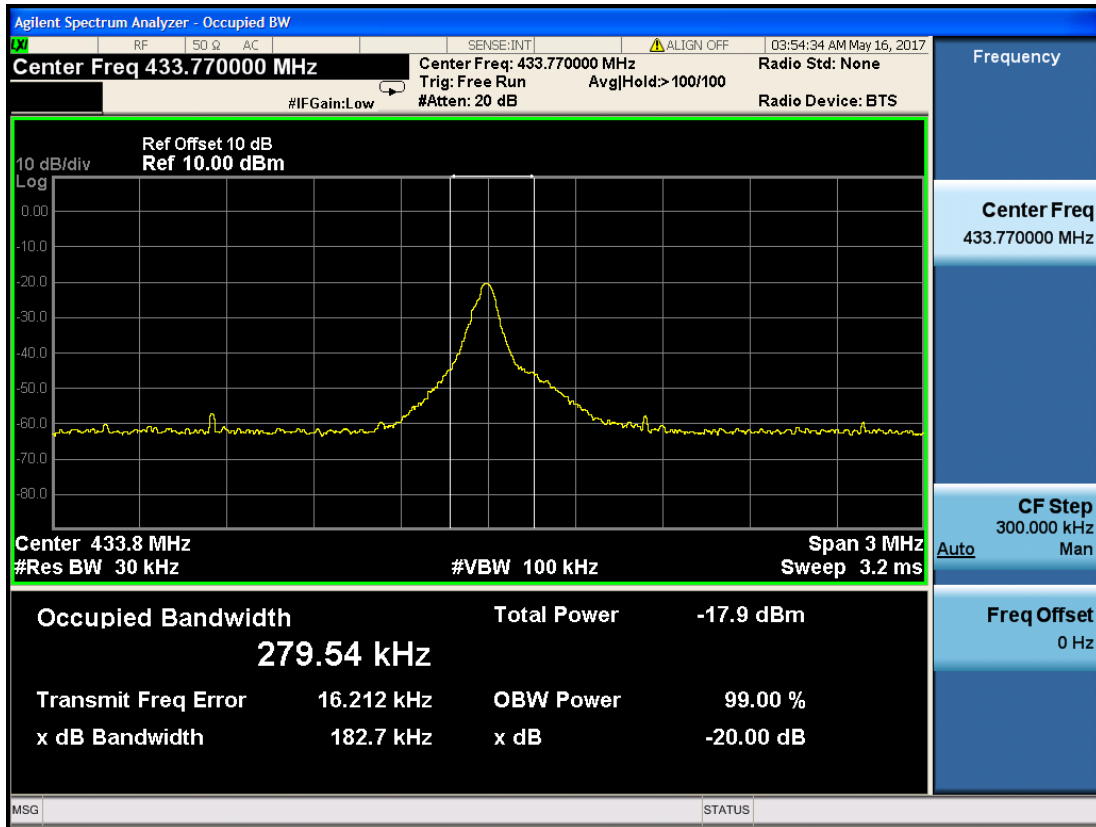 Agilent Spectrum Analyzer - Occupied BW
LXI RF 50 Ω AC SENSE:INT ALIGN OFF 03:54:34 AM May 16, 2017
Center Freq 433.770000 MHz
Center Freq: 433.770000 MHz
Radio Std: None
Trig: Free Run Avg|Hold:>100/100
#IFGain:Low
#Atten: 20 dB
Radio Device: BTS
Ref Offset 10 dB
10 dB/div Ref 10.00 dBm
Log
0.00
-10.0
-20.0
-30.0
-40.0
-50.0
-60.0
-70.0
-80.0
Center 433.8 MHz Span 3 MHz
#Res BW 30 kHz #VBW 100 kHz Sweep 3.2 ms
Occupied Bandwidth Total Power -17.9 dBm
279.54 kHz
Transmit Freq Error 16.212 kHz OBW Power 99.00 %
x dB Bandwidth 182.7 kHz x dB -20.00 dB
MSG STATUS
Frequency
Center Freq
433.770000 MHz
CF Step
300.000 kHz
Auto Man
Freq Offset
0 Hz